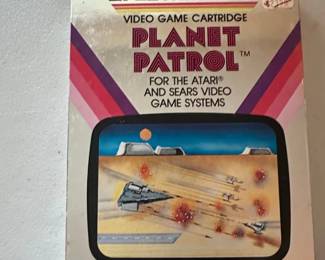 VIDEO GAME CARTRIDGE
PLANET
PATROL™
FOR THE ATARI®
AND SEARS VIDEO
GAME SYSTEMS